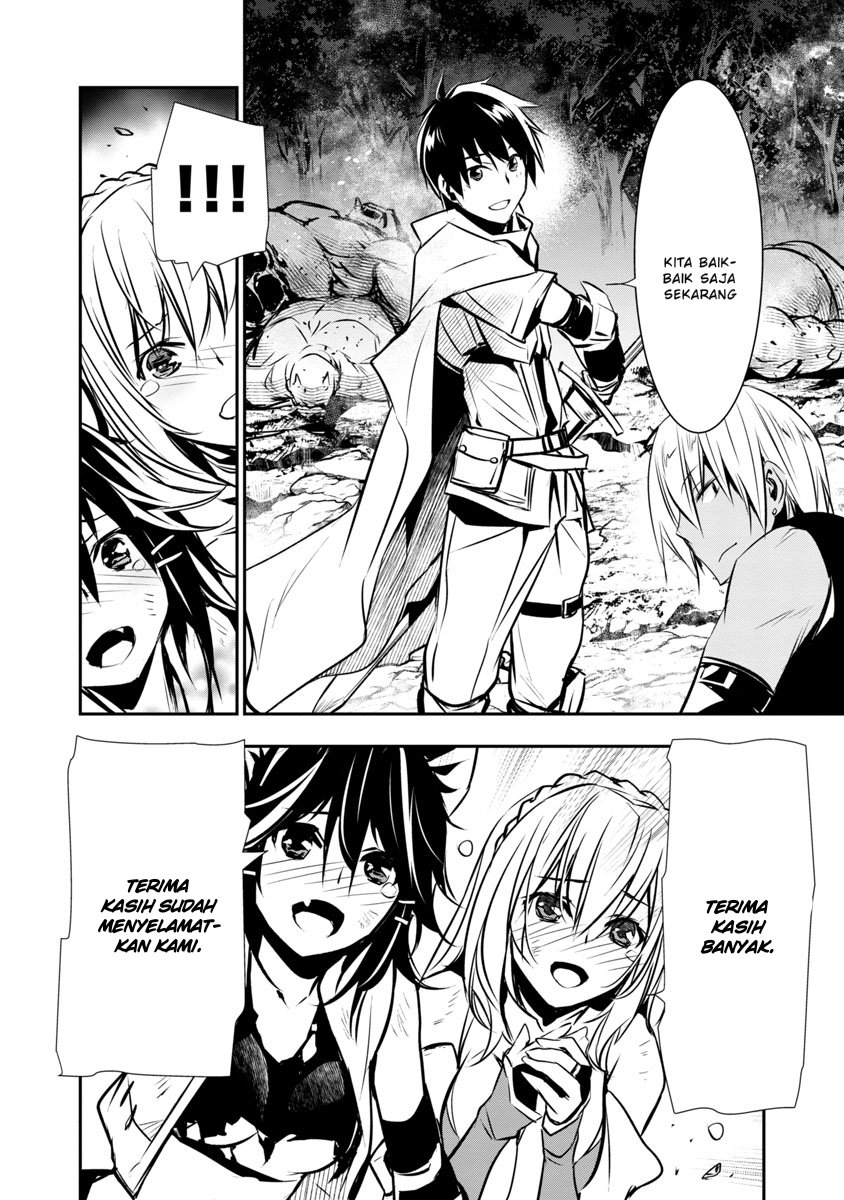 KITA BAIK-
BAIK SAJA
SEKARANG
!!!
TERIMA
KASIH
BANYAK.
TERIMA
KASIH SUDAH
MENYELAMAT-
KAN KAMI.